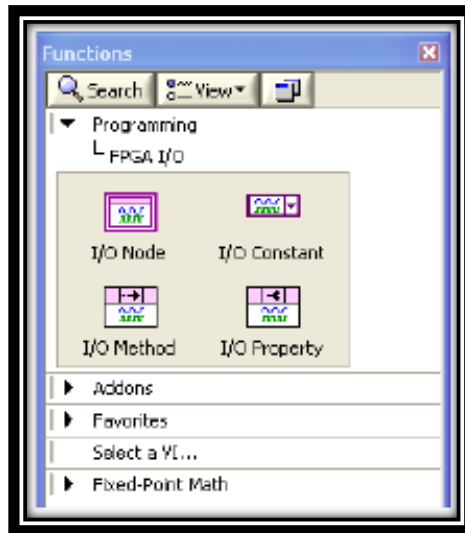 Functions
Search View
Programming
FPGA I/O
I/O Node I/O Constant
I/O Method I/O Property
Addons
Favorites
Select a VI...
Fixed-Point Math